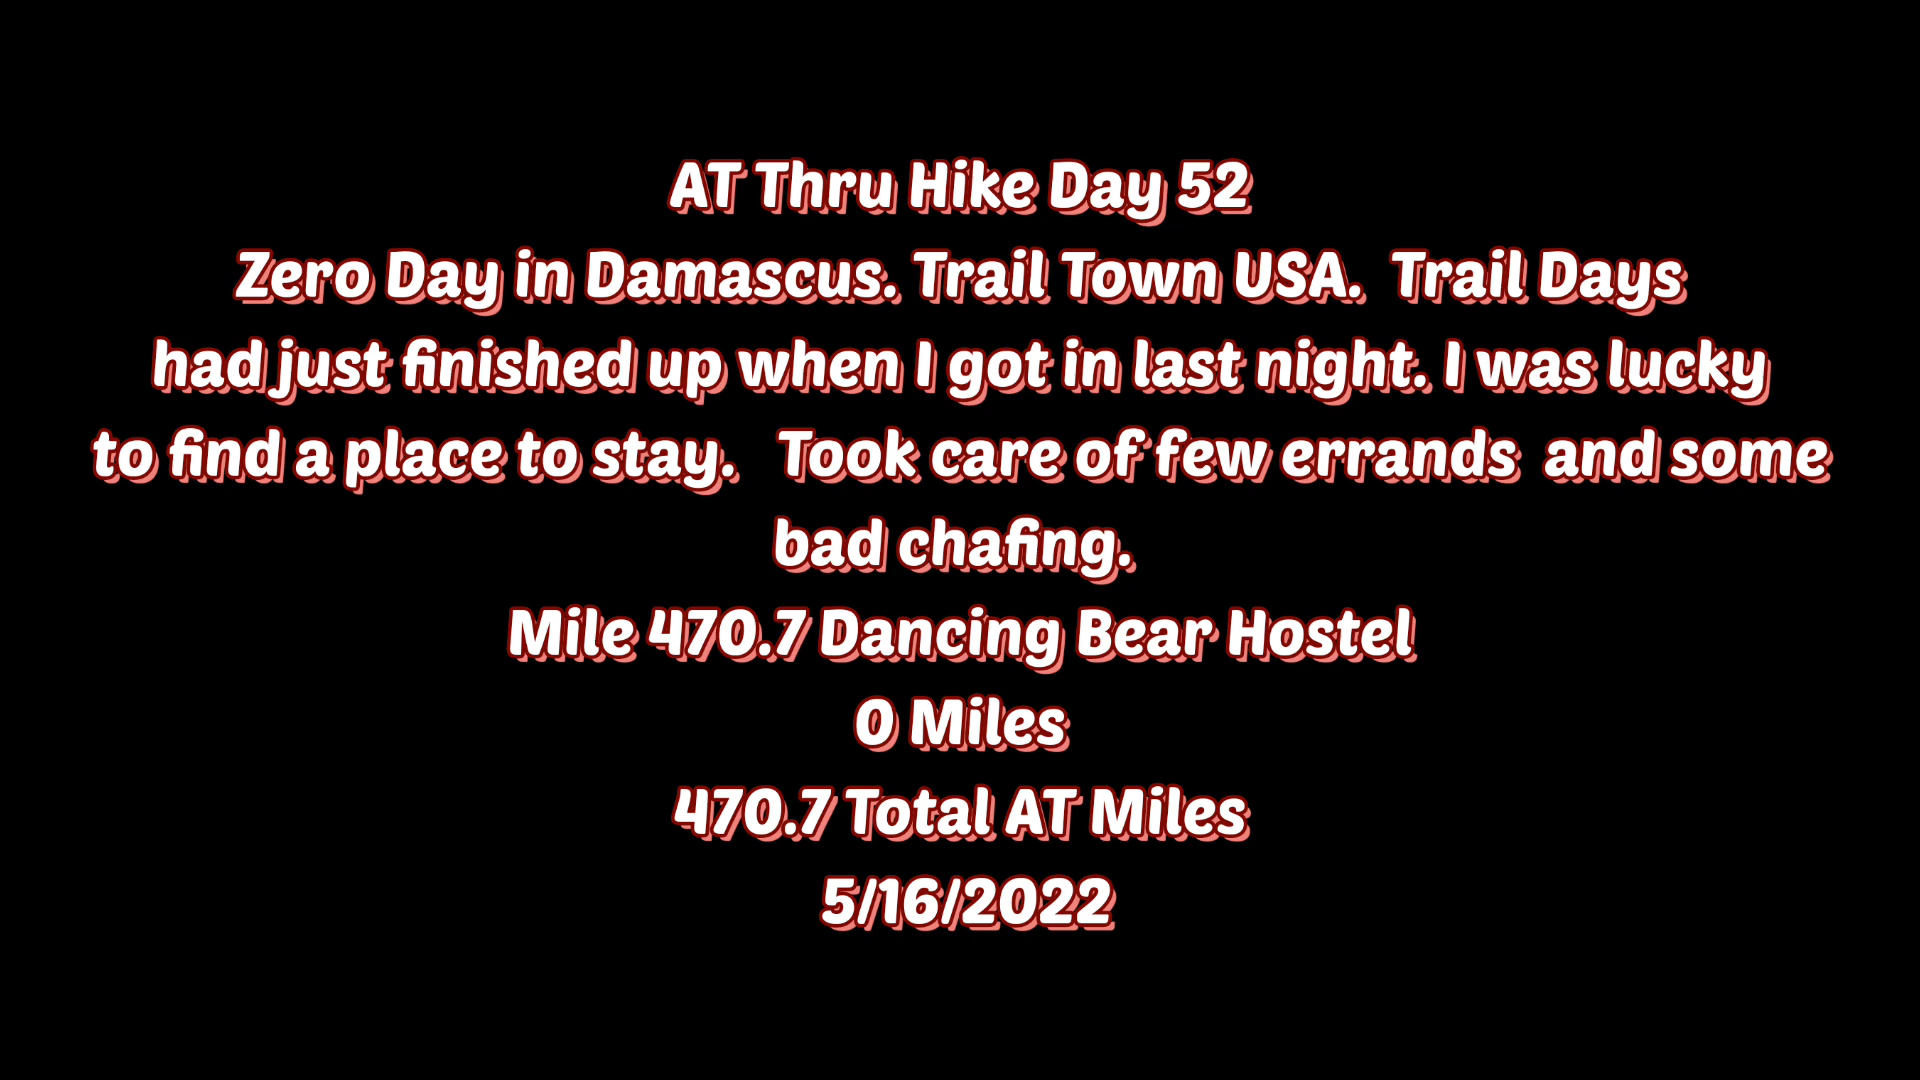 AT Thru Hike Day 52
Zero Day in Damascus. Trail Town USA.  Trail Days
had just finished up when I got in last night. I was lucky
to find a place to stay.   Took care of few errands  and some
bad chafing.
Mile 470.7 Dancing Bear Hostel
0 Miles
470.7 Total AT Miles
5/16/2022